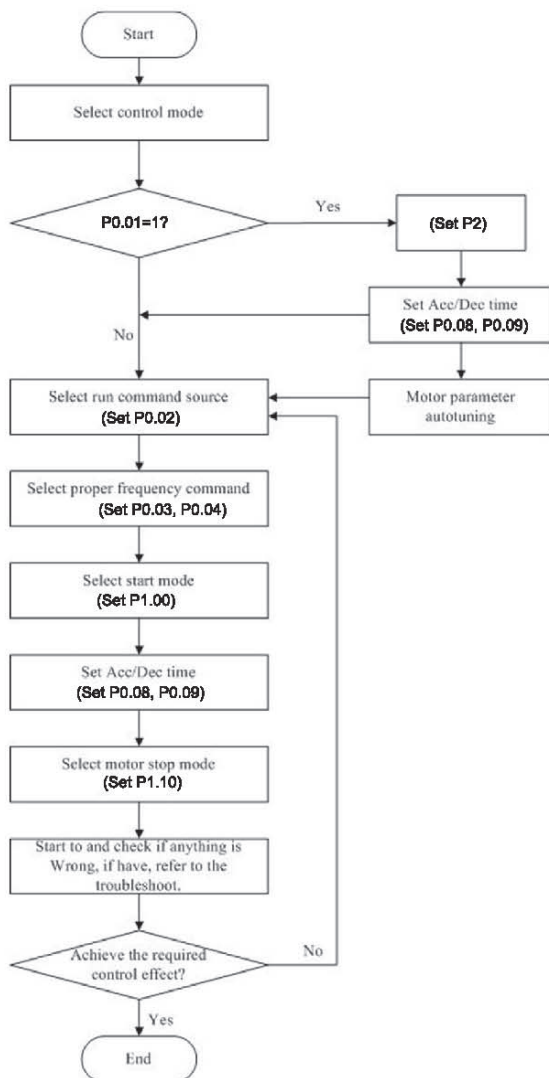 Start
Select control mode
P0.01=1?
Yes
(Set P2)
Set Acc/Dec time
(Set P0.08, P0.09)
No
Motor parameter
autotuning
Select run command source
(Set P0.02)
Select proper frequency command
(Set P0.03, P0.04)
Select start mode
(Set P1.00)
Set Acc/Dec time
(Set P0.08, P0.09)
Select motor stop mode
(Set P1.10)
Start to and check if anything is
Wrong, if have, refer to the
troubleshoot.
Achieve the required
control effect?
No
Yes
End